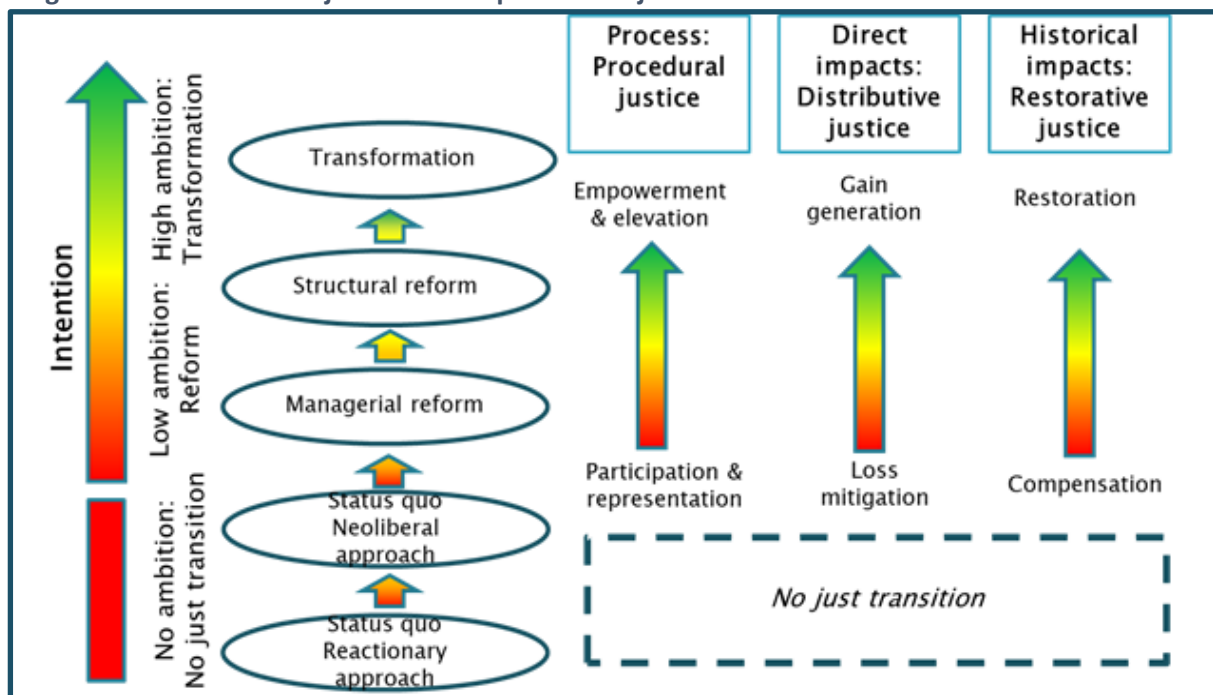 Process:
Procedural
justice
Direct
impacts:
Distributive
justice
Historical
impacts:
Restorative
justice
Intention
High ambition:
Transformation
Low ambition:
Reform
No ambition:
No just transition
Transformation
Structural reform
Managerial reform
Status quo
Neoliberal
approach
Status quo
Reactionary
approach
Empowerment
& elevation
Gain
generation
Restoration
Participation &
representation
Loss
mitigation
Compensation
No just transition